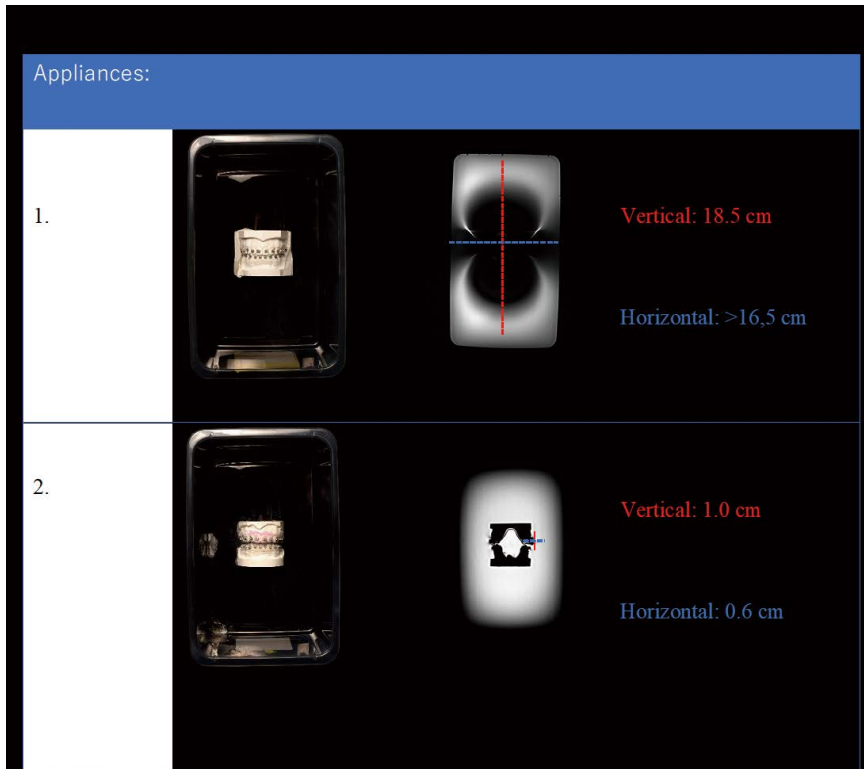 Appliances:
1.
Vertical: 18.5 cm
Horizontal: >16,5 cm
2.
Vertical: 1.0 cm
Horizontal: 0.6 cm